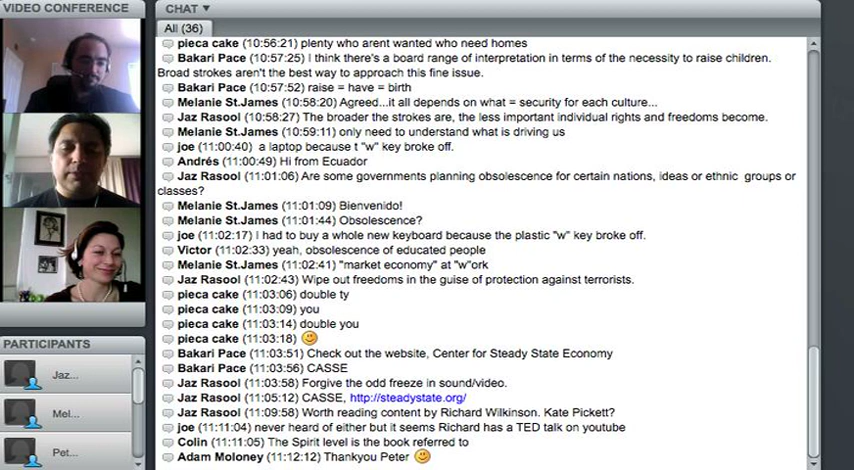 VIDEO CONFERENCE
CHAT
All (36)
pieca cake (10:56:21) plenty who arent wanted who need homes
Bakari Pace (10:57:25) I think there's a board range of interpretation in terms of the necessity to raise children.
Broad strokes aren't the best way to approach this fine issue.
Bakari Pace (10:57:52) raise = have = birth
Melanie St.James (10:58:20) Agreed...it all depends on what = security for each culture...
Jaz Rasool (10:58:27) The broader the strokes are, the less important individual rights and freedoms become.
Melanie St.James (10:59:11) only need to understand what is driving us
joe (11:00:40) a laptop because t "w" key broke off.
Andrés (11:00:49) Hi from Ecuador
Jaz Rasool (11:01:06) Are some governments planning obsolescence for certain nations, ideas or ethnic groups or
classes?
Melanie St.James (11:01:09) Bienvenido!
Melanie St.James (11:01:44) Obsolescence?
joe (11:02:17) I had to buy a whole new keyboard because the plastic "w" key broke off.
Victor (11:02:33) yeah, obsolescence of educated people
Melanie St.James (11:02:41) "market economy" at "w"ork
Jaz Rasool (11:02:43) Wipe out freedoms in the guise of protection against terrorists.
pieca cake (11:03:06) double ty
pieca cake (11:03:09) you
pieca cake (11:03:14) double you
pieca cake (11:03:18)
Bakari Pace (11:03:51) Check out the website, Center for Steady State Economy
Bakari Pace (11:03:56) CASSE
Jaz Rasool (11:03:58) Forgive the odd freeze in sound/video.
Jaz Rasool (11:05:12) CASSE, http://steadystate.org/
Jaz Rasool (11:09:58) Worth reading content by Richard Wilkinson. Kate Pickett?
joe (11:11:04) never heard of either but it seems Richard has a TED talk on youtube
Colin (11:11:05) The Spirit level is the book referred to
Adam Moloney (11:12:12) Thankyou Peter
PARTICIPANTS
Jaz...
Mel...
Pet...